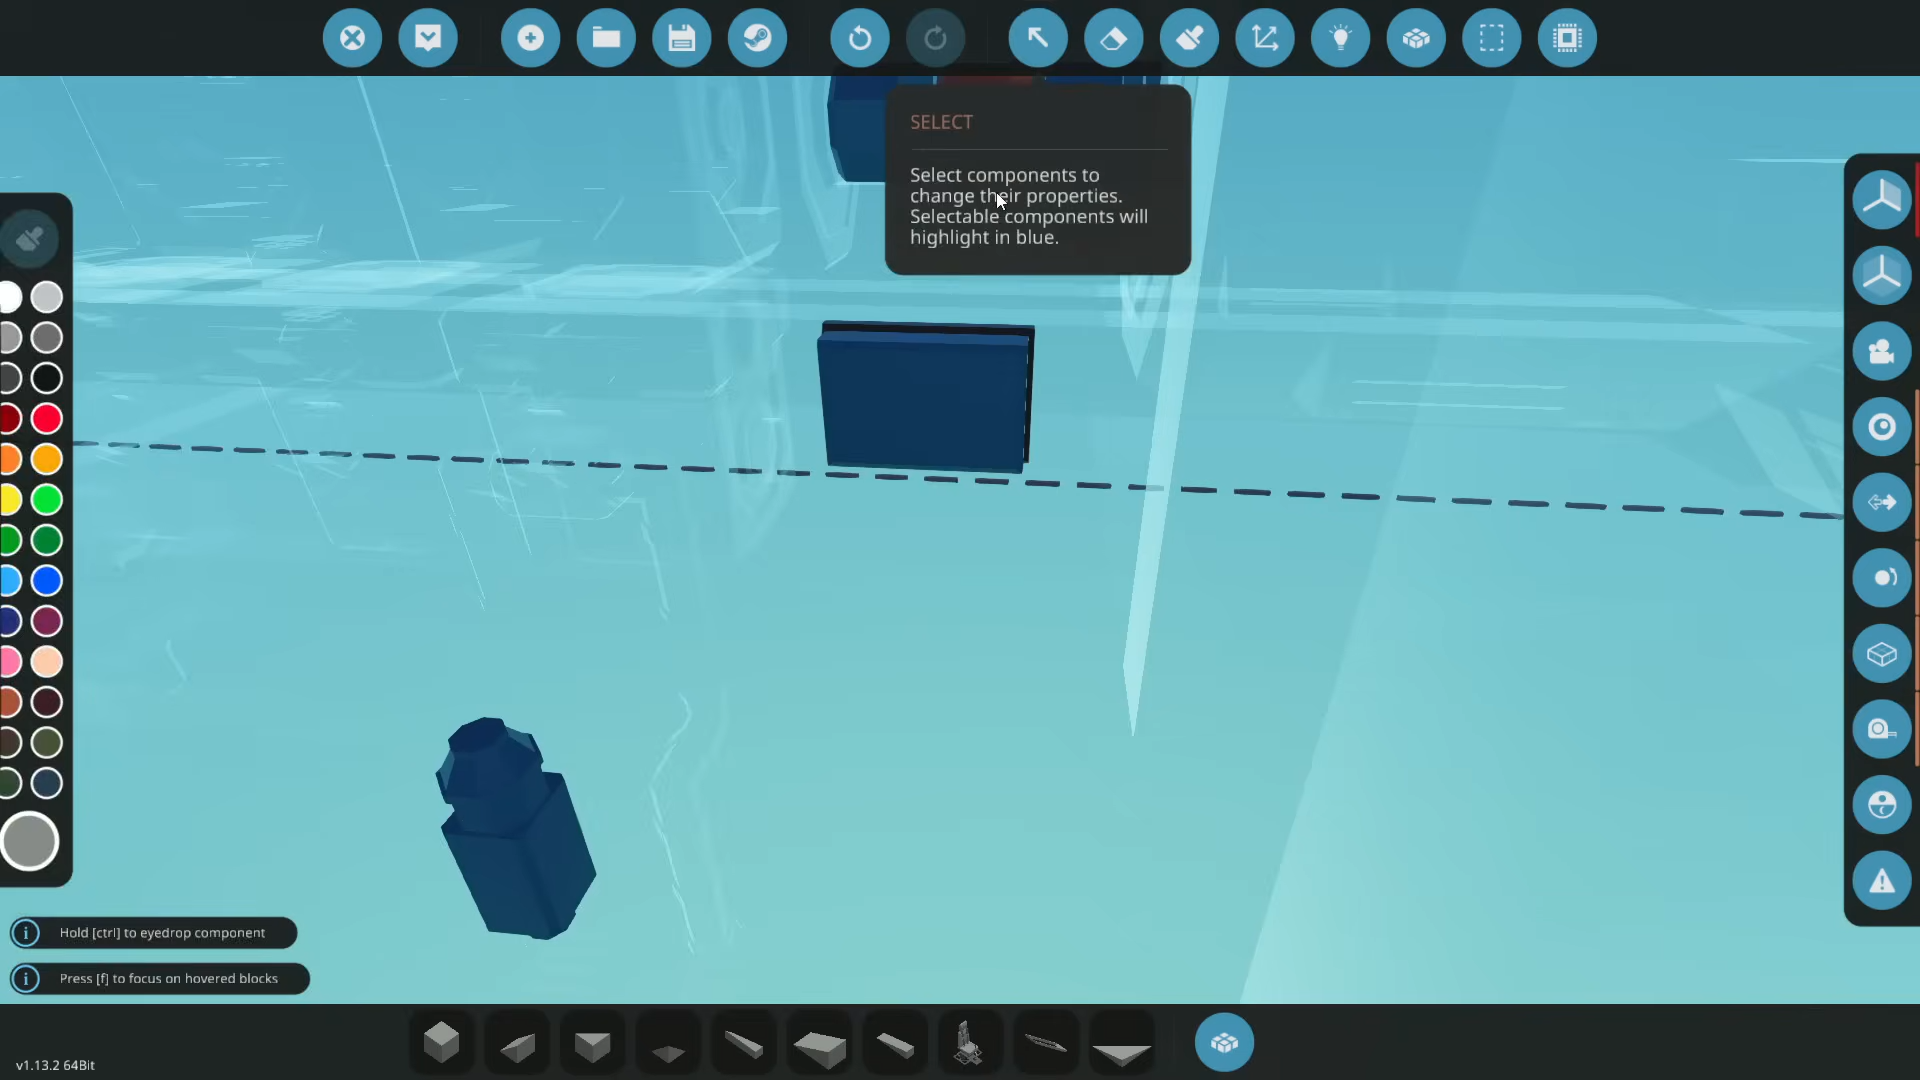 SELECT
Select components to
change their properties.
Selectable components will
highlight in blue.
Hold [ctrl] to eyedrop component
Press [f] to focus on hovered blocks
v1.13.2 64Bit